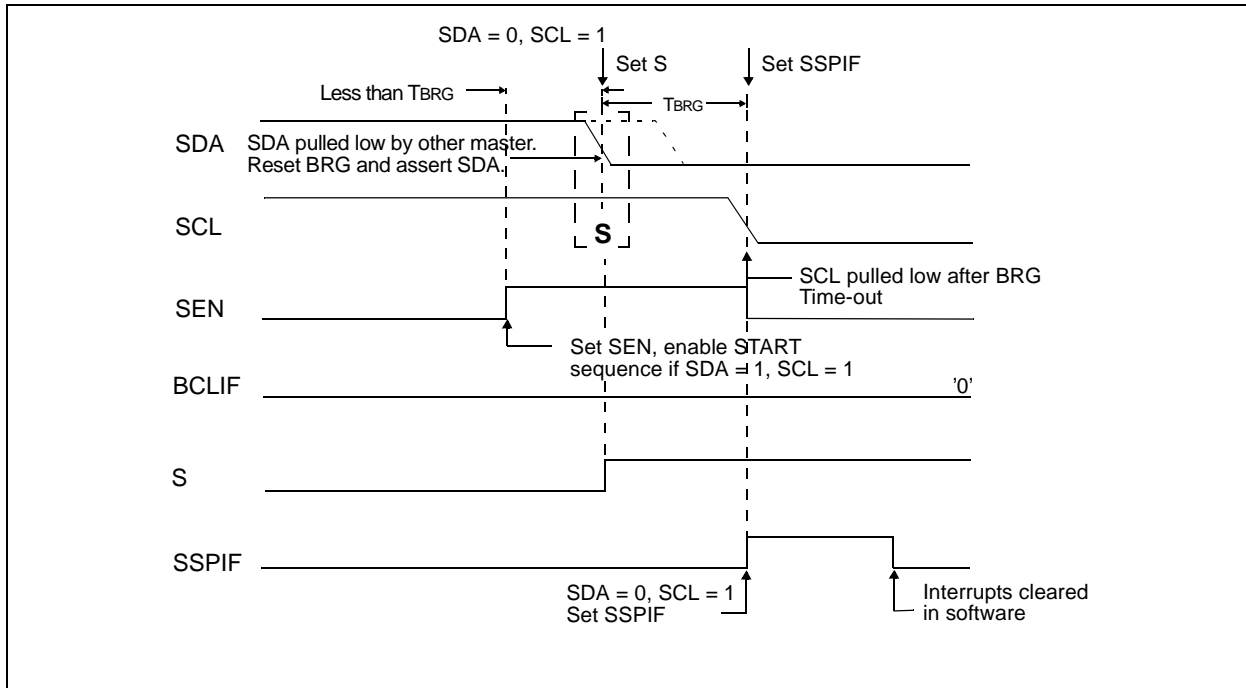 SDA = 0, SCL = 1
Set S
Set SSPIF
Less than TBRG
TBRG
SDA
SDA pulled low by other master.
Reset BRG and assert SDA.
SCL
S
SCL pulled low after BRG
Time-out
SEN
Set SEN, enable START
sequence if SDA = 1, SCL = 1
BCLIF
'0'
S
SSPIF
SDA = 0, SCL = 1
Set SSPIF
Interrupts cleared
in software